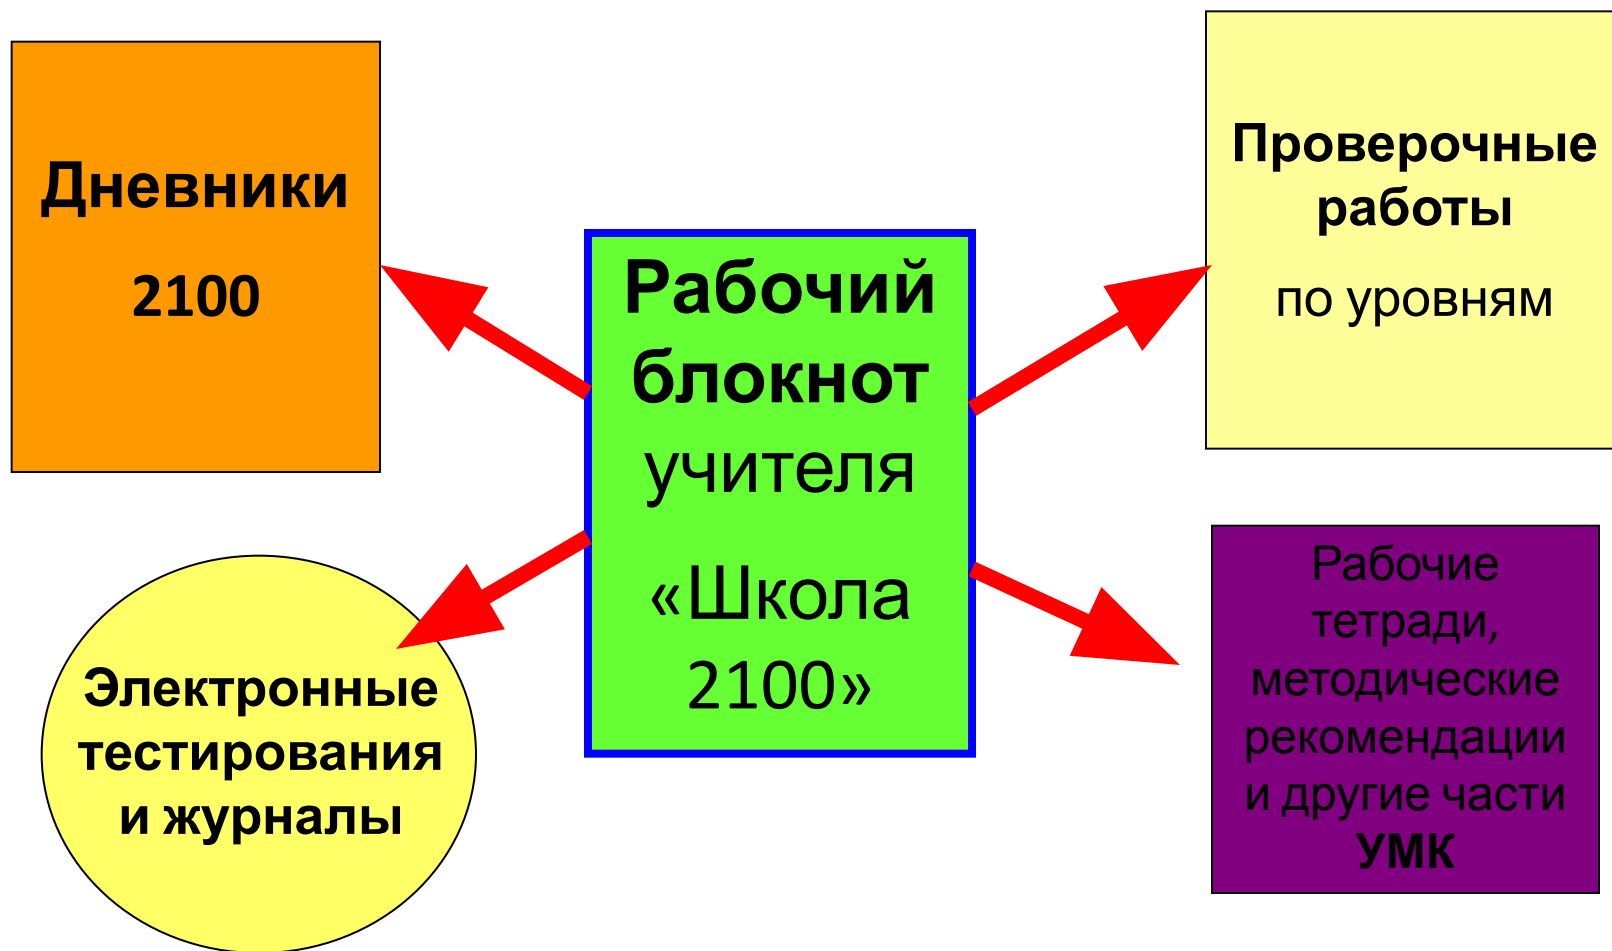 Дневники
2100
Рабочий
блокнот
учителя
«Школа
2100»
Проверочные
работы
по уровням
Электронные
тестирования
и журналы
Рабочие
тетради,
методические
рекомендации
и другие части
УМК